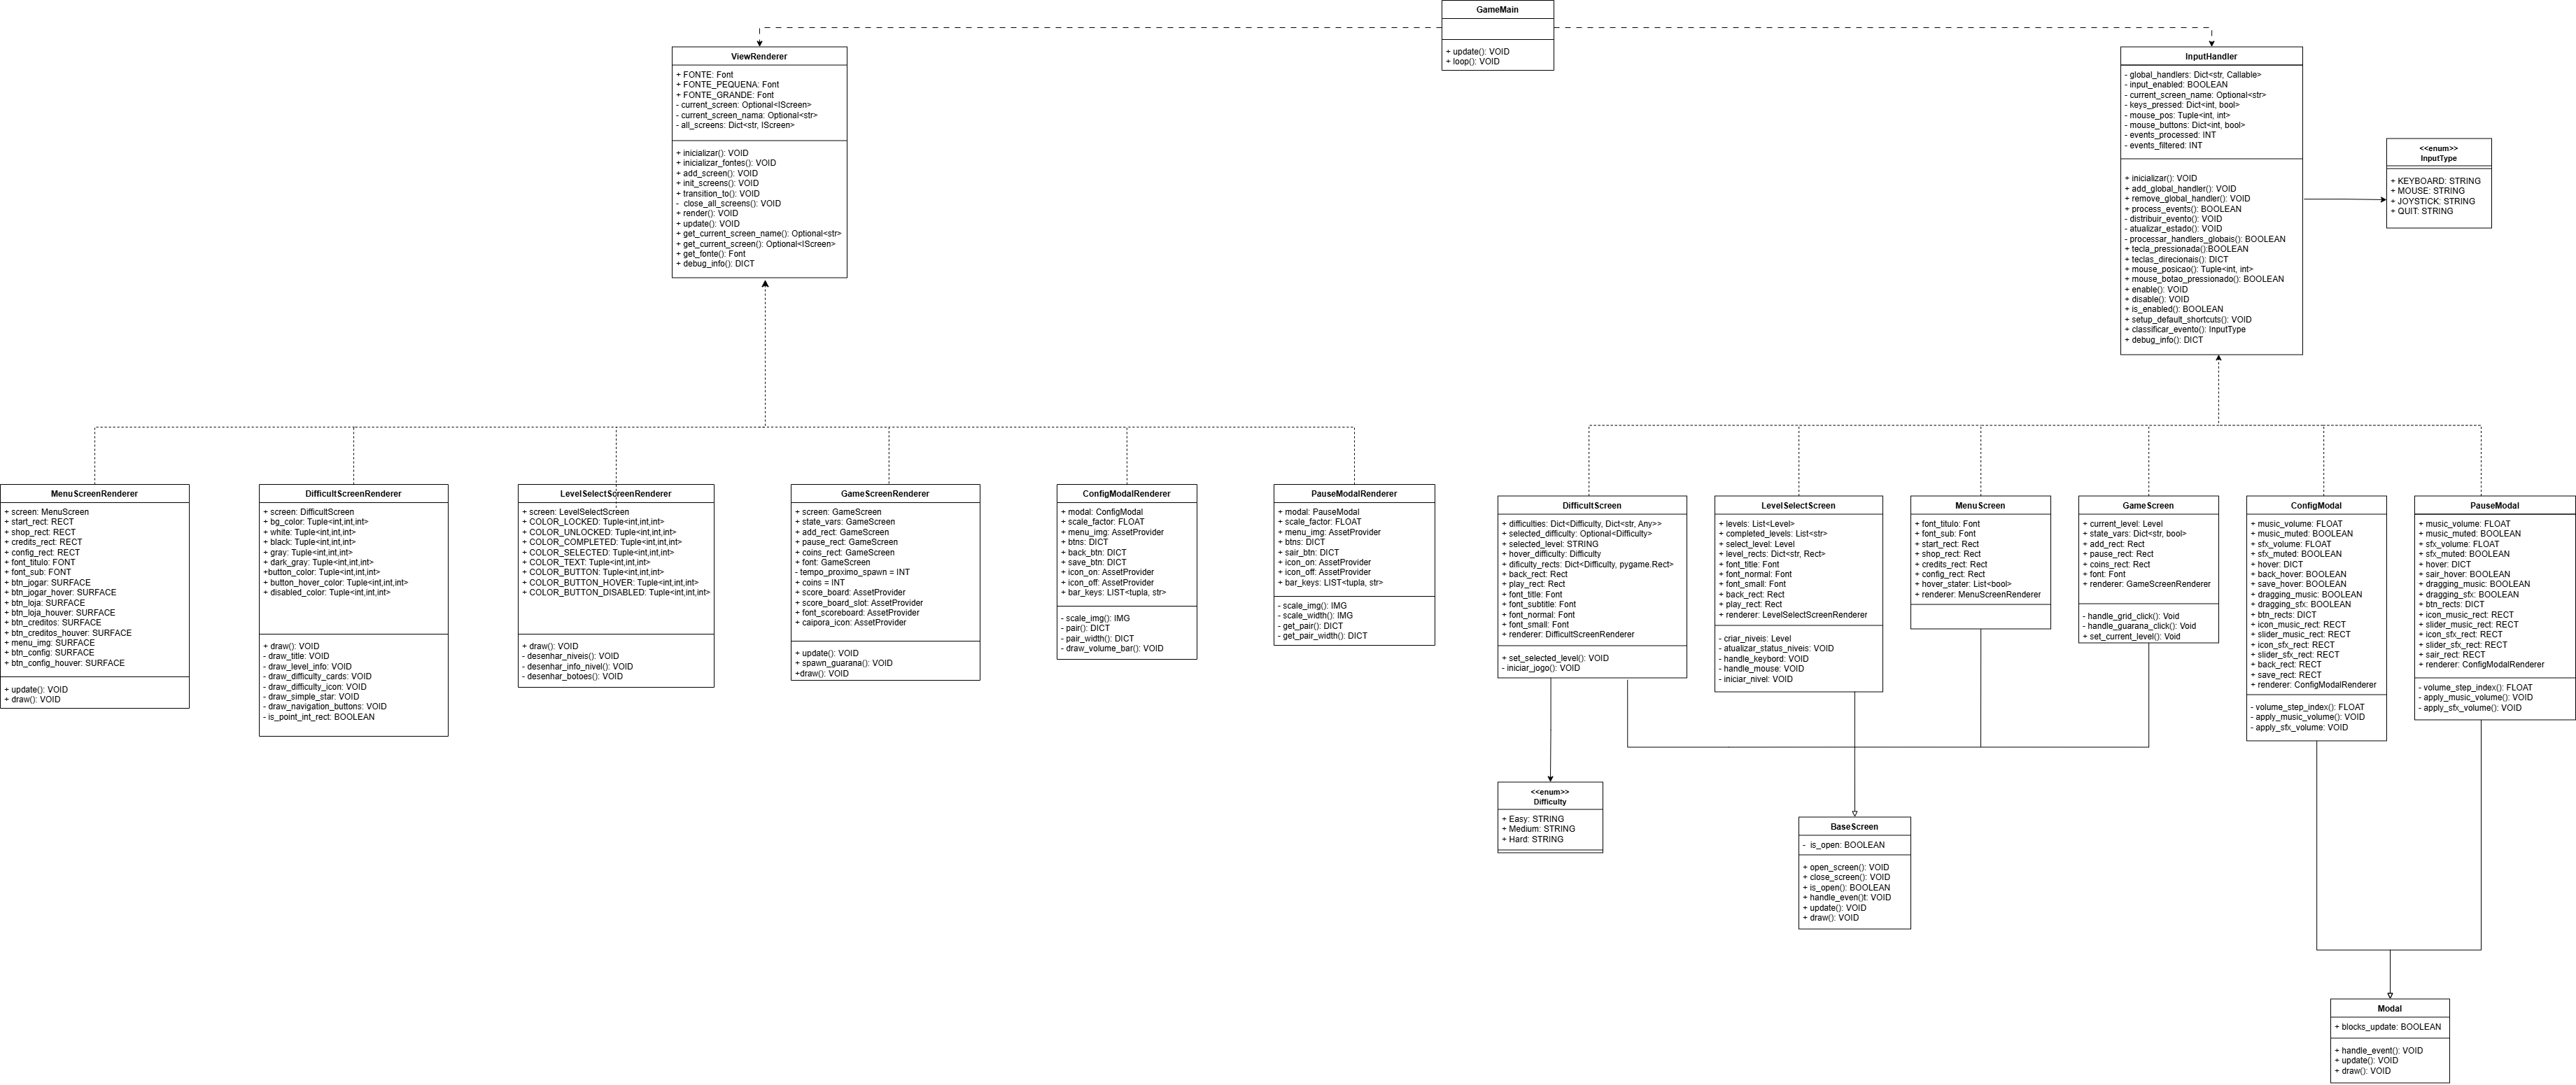 GameMain
+ update(): VOID
+ loop(): VOID
ViewRenderer
+ FONTE: Font
+ FONTE_PEQUENA: Font
+ FONTE_GRANDE: Font
- current_screen: Optional<IScreen>
- current_screen_nama: Optional<str>
- all_screens: Dict<str, IScreen>
+ inicializar(): VOID
+ inicializar_fontes(): VOID
+ add_screen(): VOID
+ init_screens(): VOID
+ transition_to(): VOID
- close_all_screens(): VOID
+ render(): VOID
+ update(): VOID
+ get_current_screen_name(): Optional<str>
+ get_current_screen(): Optional<IScreen>
+ get_fonte(): Font
+ debug_info(): DICT
InputHandler
- global_handlers: Dict<str, Callable>
- input_enabled: BOOLEAN
- current_screen_name: Optional<str>
- keys_pressed: Dict<int, bool>
- mouse_pos: Tuple<int, int>
- mouse_buttons: Dict<int, bool>
- events_processed: INT
- events_filtered: INT
+ inicializar(): VOID
+ add_global_handler(): VOID
+ remove_global_handler(): VOID
+ process_events(): BOOLEAN
- distribuir_evento(): VOID
- atualizar_estado(): VOID
- processar_handlers_globais(): BOOLEAN
+ tecla_pressionada():BOOLEAN
+ teclas_direcionais(): DICT
+ mouse_posicao(): Tuple<int, int>
+ mouse_botao_pressionado(): BOOLEAN
+ enable(): VOID
+ disable(): VOID
+ is_enabled(): BOOLEAN
+ setup_default_shortcuts(): VOID
+ classificar_evento(): InputType
+ debug_info(): DICT
<<enum>>
InputType
+ KEYBOARD: STRING
+ MOUSE: STRING
+ JOYSTICK: STRING
+ QUIT: STRING
MenuScreenRenderer
+ screen: MenuScreen
+ start_rect: RECT
+ shop_rect: RECT
+ credits_rect: RECT
+ config_rect: RECT
+ font_titulo: FONT
+ font_sub: FONT
+ btn_jogar: SURFACE
+ btn_jogar_hover: SURFACE
+ btn_loja: SURFACE
+ btn_loja_houver: SURFACE
+ btn_creditos: SURFACE
+ btn_creditos_houver: SURFACE
+ menu_img: SURFACE
+ btn_config: SURFACE
+ btn_config_houver: SURFACE
+ update(): VOID
+ draw(): VOID
DifficultScreenRenderer
+ screen: DifficultScreen
+ bg_color: Tuple<int,int,int>
+ white: Tuple<int,int,int>
+ black: Tuple<int,int,int>
+ gray: Tuple<int,int,int>
+ dark_gray: Tuple<int,int,int>
+button_color: Tuple<int,int,int>
+ button_hover_color: Tuple<int,int,int>
+ disabled_color: Tuple<int,int,int>
+ draw(): VOID
- draw_title: VOID
- draw_level_info: VOID
- draw_difficulty_cards: VOID
- draw_difficulty_icon: VOID
- draw_simple_star: VOID
- draw_navigation_buttons: VOID
- is_point_int_rect: BOOLEAN
LevelSelectScreenRenderer
+ screen: LevelSelectScreen
+ COLOR_LOCKED: Tuple<int,int,int>
+ COLOR_UNLOCKED: Tuple<int,int,int>
+ COLOR_COMPLETED: Tuple<int,int,int>
+ COLOR_SELECTED: Tuple<int,int,int>
+ COLOR_TEXT: Tuple<int,int,int>
+ COLOR_BUTTON: Tuple<int,int,int>
+ COLOR_BUTTON_HOVER: Tuple<int,int,int>
+ COLOR_BUTTON_DISABLED: Tuple<int,int,int>
+ draw(): VOID
- desenhar_niveis(): VOID
- desenhar_info_nivel(): VOID
- desenhar_botoes(): VOID
GameScreenRenderer
+ screen: GameScreen
+ state_vars: GameScreen
+ add_rect: GameScreen
+ pause_rect: GameScreen
+ coins_rect: GameScreen
+ font: GameScreen
- tempo_proximo_spawn = INT
+ coins = INT
+ score_board: AssetProvider
+ score_board_slot: AssetProvider
+ font_scoreboard: AssetProvider
+ caipora_icon: AssetProvider
+ update(): VOID
+ spawn_guarana(): VOID
+draw(): VOID
ConfigModalRenderer
+ modal: ConfigModal
+ scale_factor: FLOAT
+ menu_img: AssetProvider
+ btns: DICT
+ back_btn: DICT
+ save_btn: DICT
+ icon_on: AssetProvider
+ icon_off: AssetProvider
+ bar_keys: LIST<tupla, str>
- scale_img(): IMG
- pair(): DICT
- pair_width(): DICT
- draw_volume_bar(): VOID
PauseModalRenderer
+ modal: PauseModal
+ scale_factor: FLOAT
+ menu_img: AssetProvider
+ btns: DICT
+ sair_btn: DICT
+ icon_on: AssetProvider
+ icon_off: AssetProvider
+ bar_keys: LIST<tupla, str>
- scale_img(): IMG
- scale_width(): IMG
- get_pair(): DICT
- get_pair_width(): DICT
DifficultScreen
+ difficulties: Dict<Difficulty, Dict<str, Any>>
+ selected_difficulty: Optional<Difficulty>
+ selected_level: STRING
+ hover_difficulty: Difficulty
+ dificulty_rects: Dict<Difficulty, pygame.Rect>
+ back_rect: Rect
+ play_rect: Rect
+ font_title: Font
+ font_subtitle: Font
+ font_normal: Font
+ font_small: Font
+ renderer: DifficultScreenRenderer
+ set_selected_level(): VOID
- iniciar_jogo(): VOID
LevelSelectScreen
+ levels: List<Level>
+ completed_levels: List<str>
+ select_level: Level
+ level_rects: Dict<str, Rect>
+ font_title: Font
+ font_normal: Font
+ font_small: Font
+ back_rect: Rect
+ play_rect: Rect
+ renderer: LevelSelectScreenRenderer
- criar_niveis: Level
- atualizar_status_niveis: VOID
- handle_keybord: VOID
- handle_mouse: VOID
- iniciar_nivel: VOID
MenuScreen
+ font_titulo: Font
+ font_sub: Font
+ start_rect: Rect
+ shop_rect: Rect
+ credits_rect: Rect
+ config_rect: Rect
+ hover_stater: List<bool>
+ renderer: MenuScreenRenderer
GameScreen
+ current_level: Level
+ state_vars: Dict<str, bool>
+ add_rect: Rect
+ pause_rect: Rect
+ coins_rect: Rect
+ font: Font
+ renderer: GameScreenRenderer
- handle_grid_click(): Void
- handle_guarana_click(): Void
+ set_current_level(): Void
ConfigModal
+ music_volume: FLOAT
+ music_muted: BOOLEAN
+ sfx_volume: FLOAT
+ sfx_muted: BOOLEAN
+ hover: DICT
+ back_hover: BOOLEAN
+ save_hover: BOOLEAN
+ dragging_music: BOOLEAN
+ dragging_sfx: BOOLEAN
+ btn_rects: DICT
+ icon_music_rect: RECT
+ slider_music_rect: RECT
+ icon_sfx_rect: RECT
+ slider_sfx_rect: RECT
+ back_rect: RECT
+ save_rect: RECT
+ renderer: ConfigModalRenderer
- volume_step_index(): FLOAT
- apply_music_volume(): VOID
- apply_sfx_volume: VOID
PauseModal
+ music_volume: FLOAT
+ music_muted: BOOLEAN
+ sfx_volume: FLOAT
+ sfx_muted: BOOLEAN
+ hover: DICT
+ sair_hover: BOOLEAN
+ dragging_music: BOOLEAN
+ dragging_sfx: BOOLEAN
+ btn_rects: DICT
+ icon_music_rect: RECT
+ slider_music_rect: RECT
+ icon_sfx_rect: RECT
+ slider_sfx_rect: RECT
+ sair_rect: RECT
+ renderer: ConfigModalRenderer
- volume_step_index(): FLOAT
- apply_music_volume(): VOID
- apply_sfx_volume(): VOID
<<enum>>
Difficulty
+ Easy: STRING
+ Medium: STRING
+ Hard: STRING
BaseScreen
- is_open: BOOLEAN
+ open_screen(): VOID
+ close_screen(): VOID
+ is_open(): BOOLEAN
+ handle_even()t: VOID
+ update(): VOID
+ draw(): VOID
Modal
+ blocks_update: BOOLEAN
+ handle_event(): VOID
+ update(): VOID
+ draw(): VOID